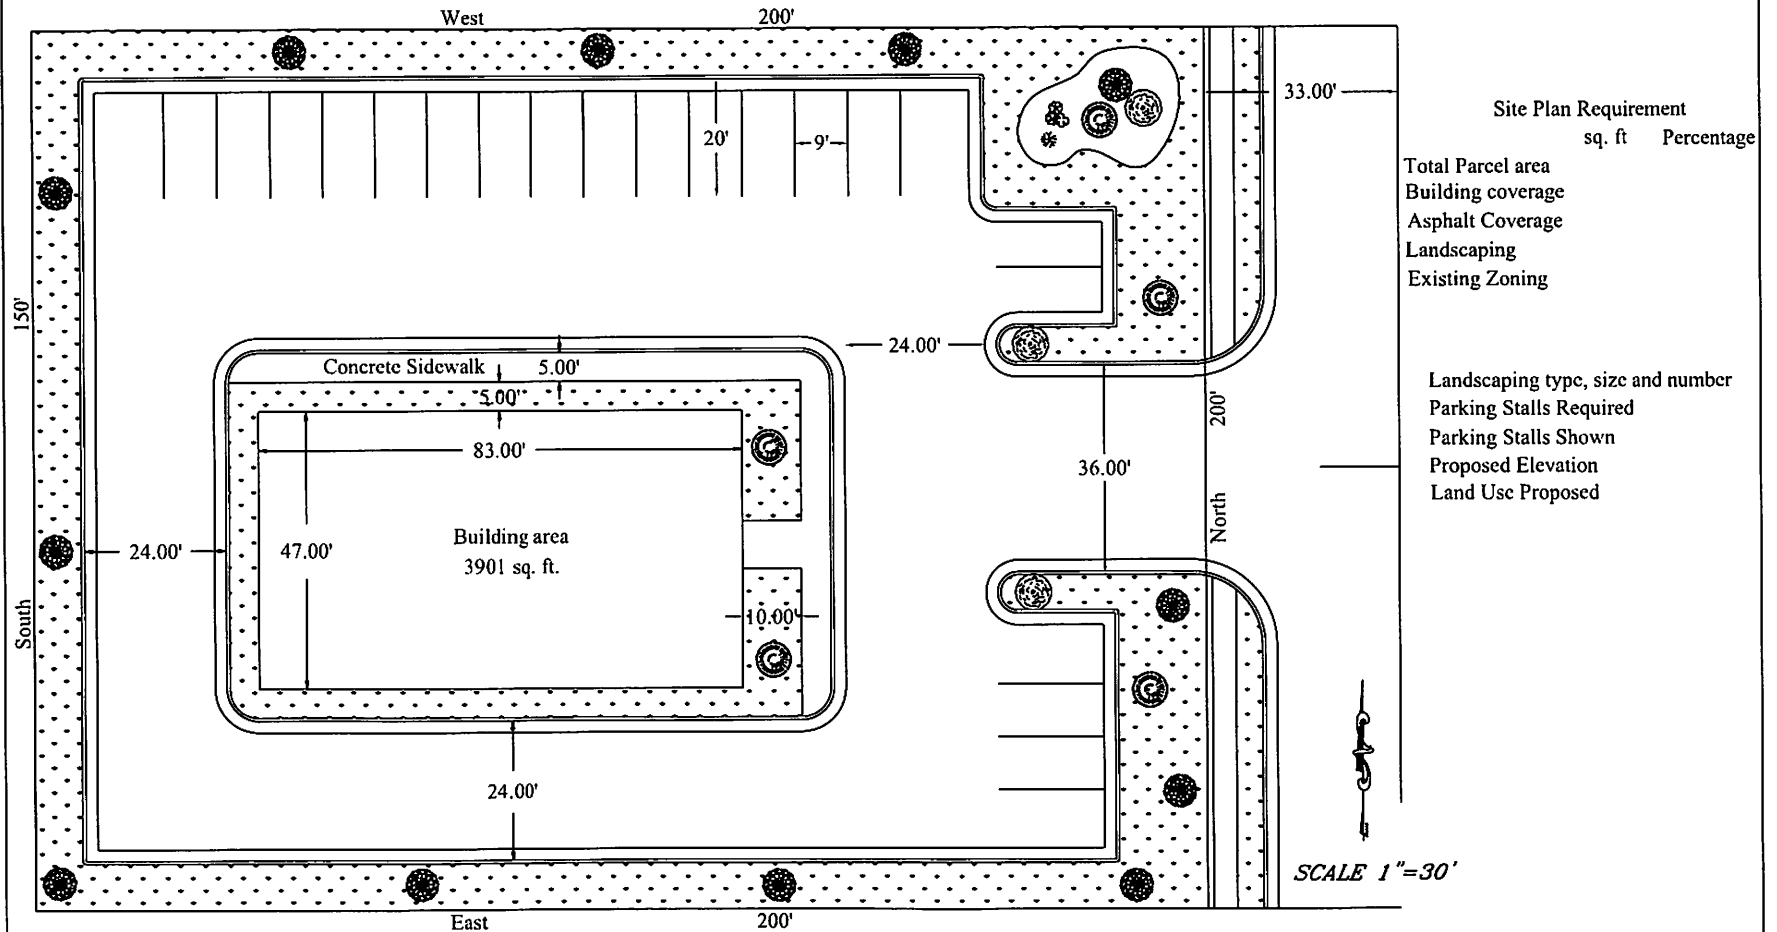 West 200'
20'
9'
33.00'
Site Plan Requirement
sq. ft Percentage
Total Parcel area
Building coverage
Asphalt Coverage
Landscaping
Existing Zoning
150'
South
24.00'
Concrete Sidewalk 5.00'
5.00'
83.00'
47.00'
Building area
3901 sq. ft.
10.00'
24.00'
24.00'
36.00'
200'
North
Landscaping type, size and number
Parking Stalls Required
Parking Stalls Shown
Proposed Elevation
Land Use Proposed
SCALE 1"=30'
East 200'